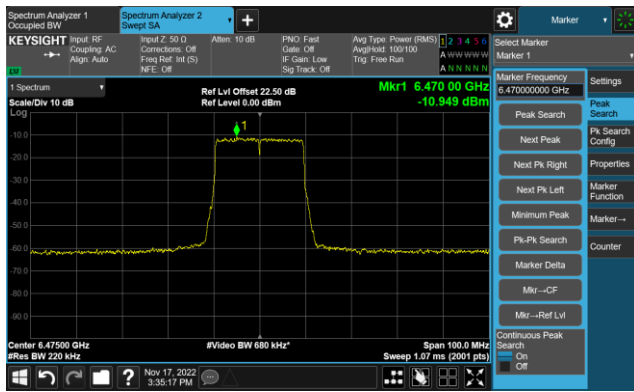 Spectrum Analyzer 1
Occupied BW
Spectrum Analyzer 2
Swept SA
Marker
KEYSIGHT
Input: RF
Coupling: AC
Align: Auto
Input Z: 50 Ω
Corrections: Off
Freq Ref: Int (S)
NFE: Off
Atten: 10 dB
PNO: Fast
Gate: Off
IF Gain: Low
Sig Track: Off
Avg Type: Power (RMS)
Avg|Hold: 100/100
Trig: Free Run
1 2 3 4 5 6
A W W W W W
A N N N N N
LXI
Select Marker
Marker 1
1 Spectrum
Scale/Div 10 dB
Log
Ref Lvl Offset 22.50 dB
Ref Level 0.00 dBm
Mkr1 6.470 00 GHz
-10.949 dBm
1
-10.0
-20.0
-30.0
-40.0
-50.0
-60.0
-70.0
-80.0
-90.0
Center 6.47500 GHz
#Res BW 220 kHz
#Video BW 680 kHz*
Span 100.0 MHz
Sweep 1.07 ms (2001 pts)
Marker Frequency
6.470000000 GHz
Peak Search
Next Peak
Next Pk Right
Next Pk Left
Minimum Peak
Pk-Pk Search
Marker Delta
Mkr→CF
Mkr→Ref Lvl
Continuous Peak
Search
On
Off
Settings
Peak
Search
Pk Search
Config
Properties
Marker
Function
Marker→
Counter
?
Nov 17, 2022
3:35:17 PM